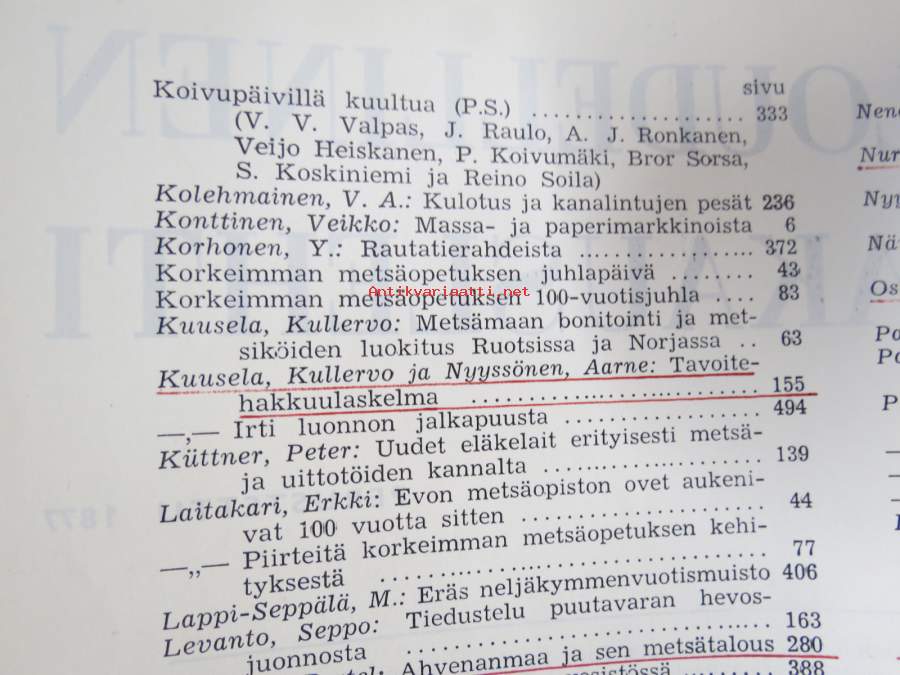 sivu
Koivupäivillä kuultua (P.S.) ..................... 333
(V. V. Valpas, J. Raulo, A. J. Ronkanen,
Veijo Heiskanen, P. Koivumäki, Bror Sorsa,
S. Koskiniemi ja Reino Soila)
Kolehmainen, V. A.: Kulotus ja kanalintujen pesät 236
Konttinen, Veikko: Massa- ja paperimarkkinoista 6
Korhonen, Y.: Rautatierahdeista .................. 372
Korkeimman metsäopetuksen juhlapäivä ........ 43
Antikvariaatti.net
Korkeimman metsäopetuksen 100-vuotisjuhla .... 83
Kuusela, Kullervo: Metsämaan bonitointi ja met-
siköiden luokitus Ruotsissa ja Norjassa .. 63
Kuusela, Kullervo ja Nyyssönen, Aarne: Tavoite-
hakkuulaskelma ............................. 155
—,— Irti luonnon jalkapuusta .................... 494
Küttner, Peter: Uudet eläkelait erityisesti metsä-
ja uittotöiden kannalta ...................... 139
Laitakari, Erkki: Evon metsäopiston ovet aukeni-
vat 100 vuotta sitten ........................ 44
—„— Piirteitä korkeimman metsäopetuksen kehi-
tyksestä ....................................... 77
Lappi-Seppälä, M.: Eräs neljäkymmenvuotismuisto 406
Levanto, Seppo: Tiedustelu puutavaran hevos-
juonnosta .................................... 163
Ahvenanmaa ja sen metsätalous 280
388
Nur
Nyy
Os
Pa
Pa
P